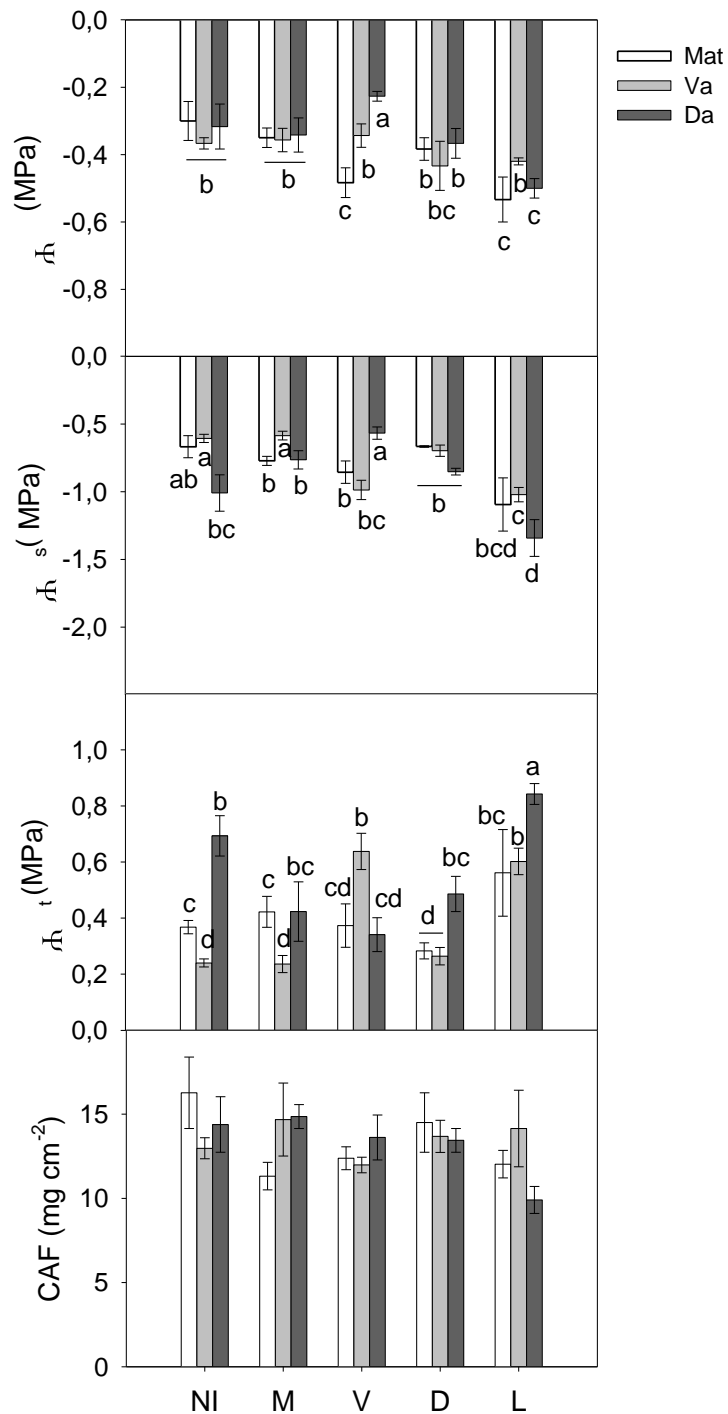 Mat
Va
Da
(MPa)
0,0
-0,2
-0,4
-0,6
-0,8
b
b
c
b
a
b
bc
b
c
b
c
s( MPa)
0,0
-0,5
-1,0
-1,5
-2,0
ab
a
bc
b
a
b
b
bc
a
b
bcd
c
d
t(MPa)
1,0
0,8
0,6
0,4
0,2
0,0
c
d
b
c
d
bc
cd
b
cd
d
bc
bc
b
a
CAF (mg cm-2)
15
10
5
0
NI M V D L